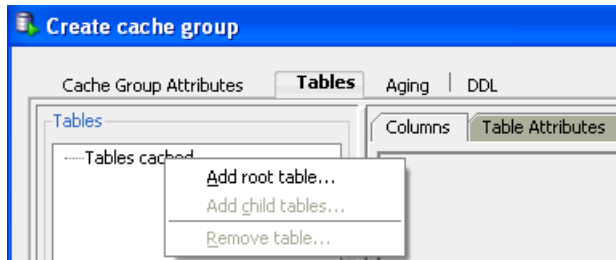 Create cache group
Cache Group Attributes Tables Aging DDL
Tables
Columns Table Attributes
Tables cached
Add root table...
Add child tables...
Remove table...